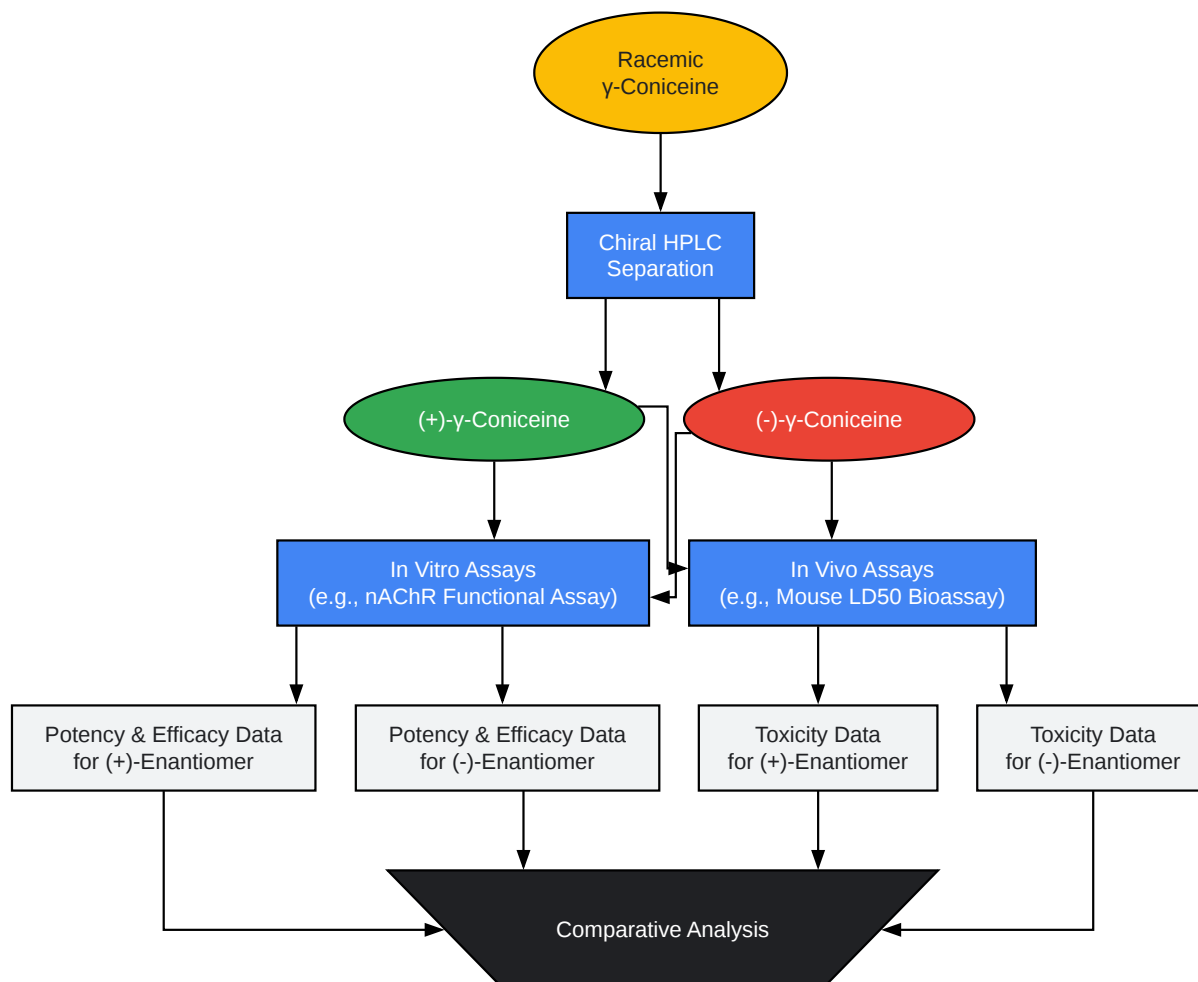 Racemic
γ-Coniceine
Chiral HPLC
Separation
(+)-γ-Coniceine
(-)-γ-Coniceine
In Vitro Assays
(e.g., nAChR Functional Assay)
In Vivo Assays
(e.g., Mouse LD50 Bioassay)
Potency & Efficacy Data
for (+)-Enantiomer
Potency & Efficacy Data
for (-)-Enantiomer
Toxicity Data
for (+)-Enantiomer
Toxicity Data
for (-)-Enantiomer
Comparative Analysis